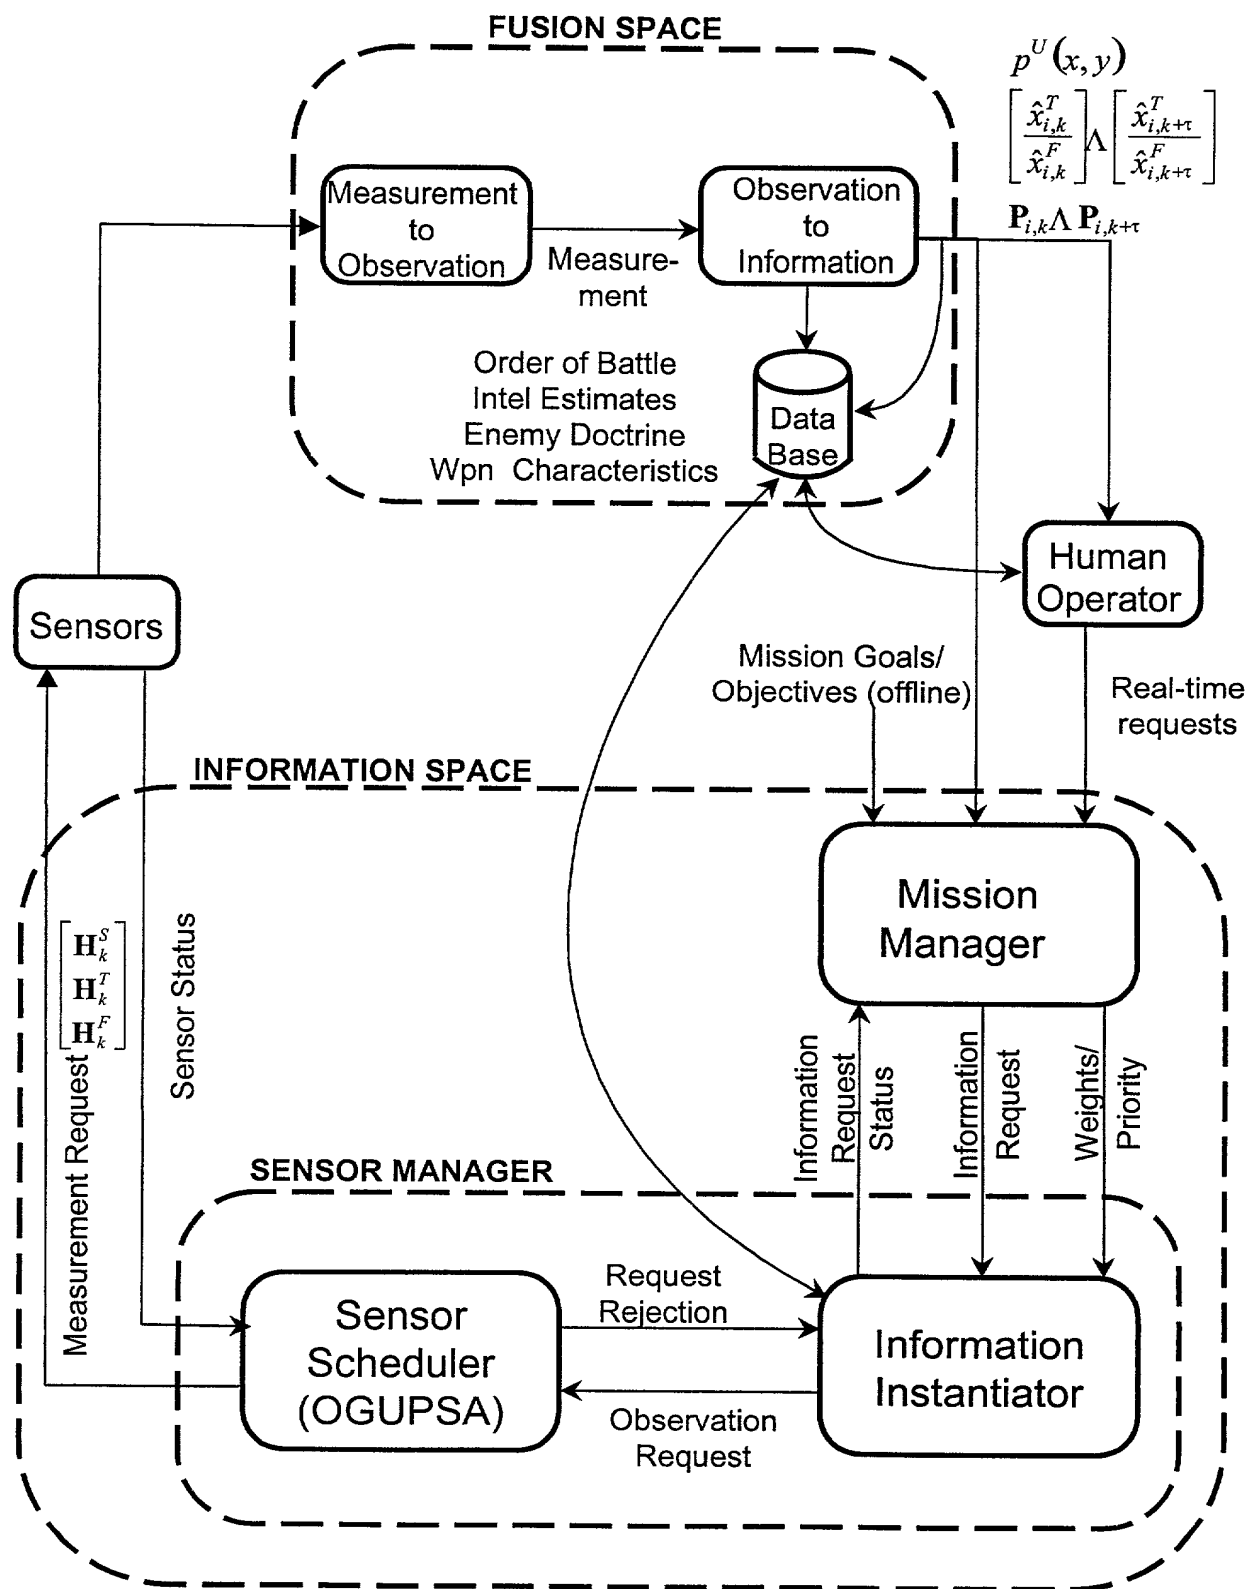 FUSION SPACE
p^U(x, y)
[x̂^T_{i,k} / x̂^F_{i,k}] Λ [x̂^T_{i,k+τ} / x̂^F_{i,k+τ}]
P_{i,k} Λ P_{i,k+τ}
Measurement
to
Observation
Measure-
ment
Observation
to
Information
Order of Battle
Intel Estimates
Enemy Doctrine
Wpn Characteristics
Data
Base
Human
Operator
Sensors
Mission Goals/
Objectives (offline)
Real-time
requests
INFORMATION SPACE
Mission
Manager
H^S_k
H^T_k
H^F_k
Measurement Request
Sensor Status
Information
Request
Status
Information
Request
Weights/
Priority
SENSOR MANAGER
Sensor
Scheduler
(OGUPSA)
Request
Rejection
Observation
Request
Information
Instantiator